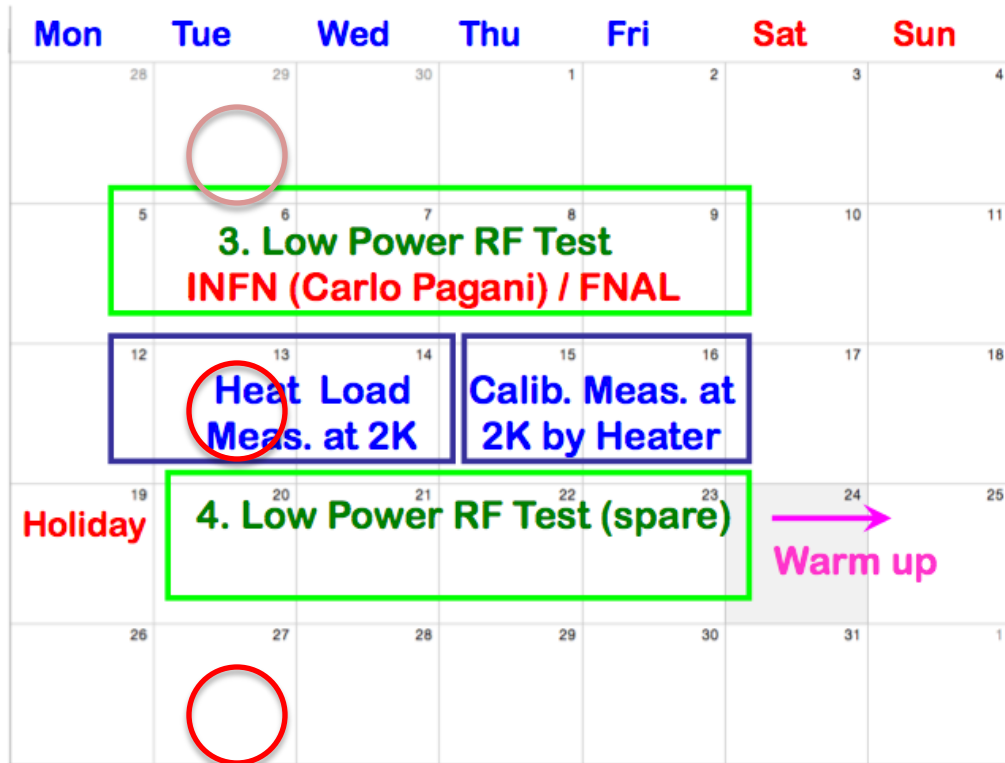 Mon Tue Wed Thu Fri Sat Sun
28 29 30 1 2 3 4
5 6 7 8 9 10 11
3. Low Power RF Test
INFN (Carlo Pagani) / FNAL
12 13 14 15 16 17 18
Heat Load
Meas. at 2K
Calib. Meas. at
2K by Heater
19 20 21 22 23 24 25
Holiday
4. Low Power RF Test (spare)
Warm up
26 27 28 29 30 31 1